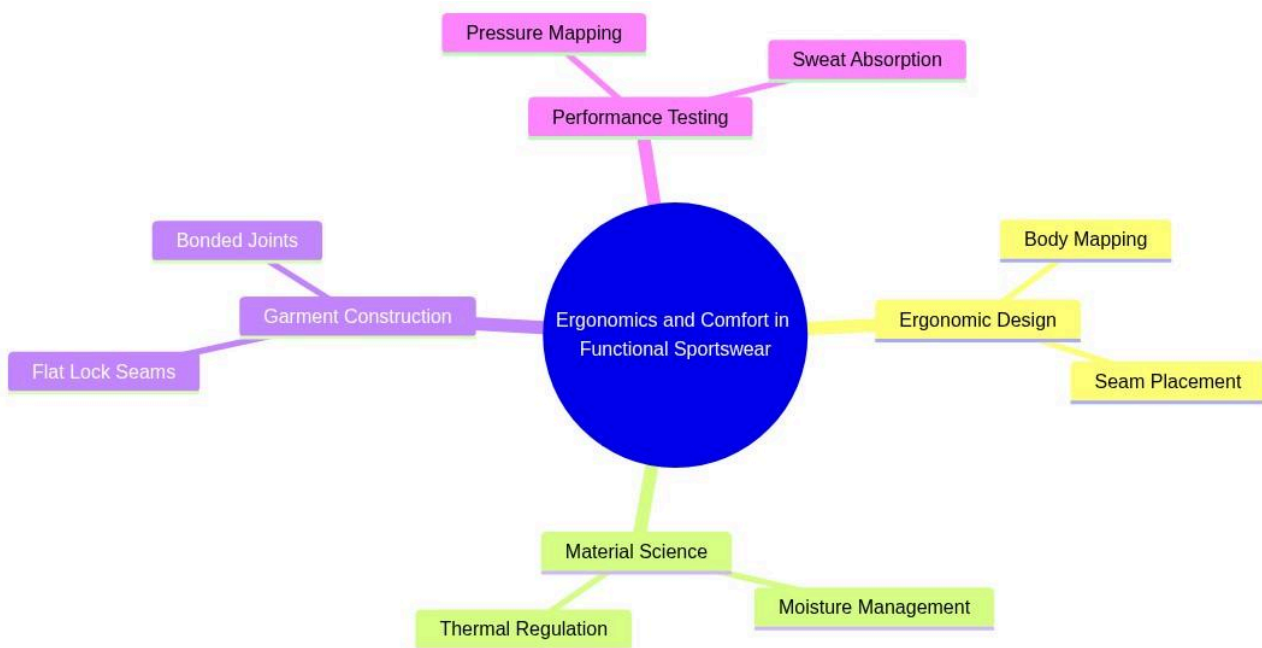 Pressure Mapping
Sweat Absorption
Performance Testing
Bonded Joints
Body Mapping
Garment Construction
Ergonomics and Comfort in
Functional Sportswear
Ergonomic Design
Flat Lock Seams
Seam Placement
Material Science
Moisture Management
Thermal Regulation